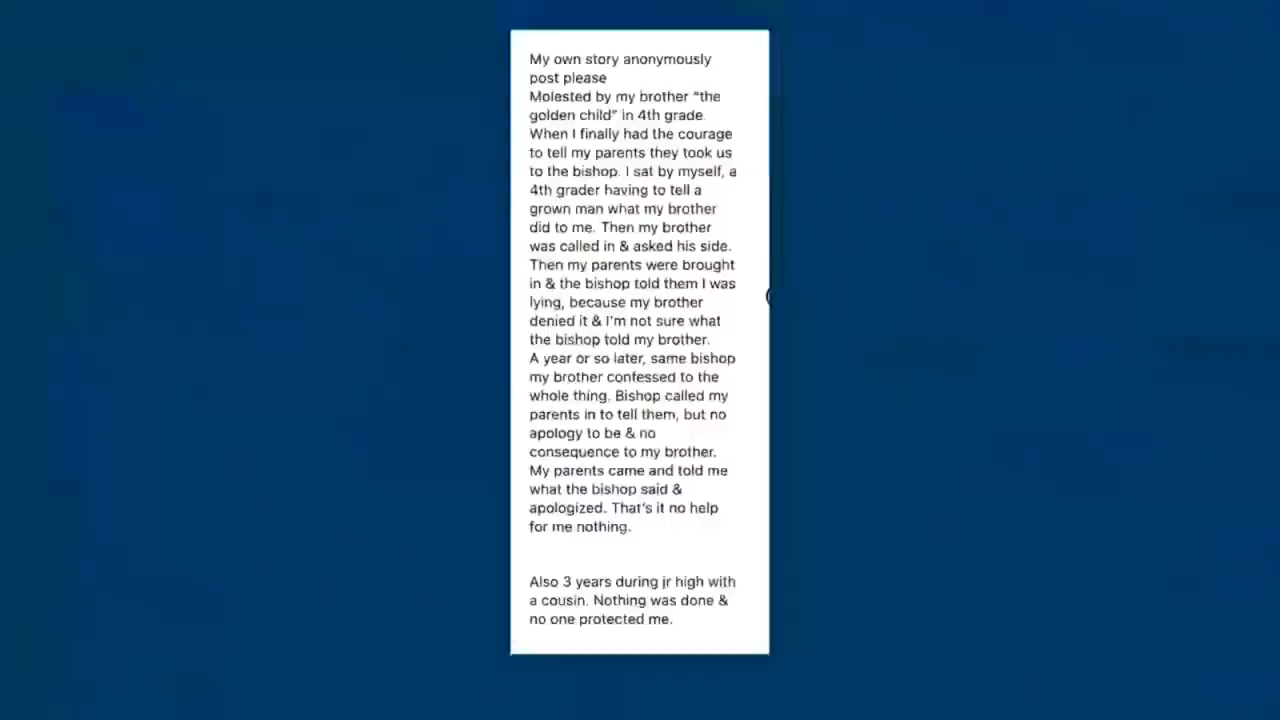 My own story anonymously
post please
Molested by my brother "the
golden child" in 4th grade.
When I finally had the courage
to tell my parents they took us
to the bishop. I sat by myself, a
4th grader having to tell a
grown man what my brother
did to me. Then my brother
was called in & asked his side.
Then my parents were brought
in & the bishop told them I was
lying, because my brother
denied it & I'm not sure what
the bishop told my brother.
A year or so later, same bishop
my brother confessed to the
whole thing. Bishop called my
parents in to tell them, but no
apology to be & no
consequence to my brother.
My parents came and told me
what the bishop said &
apologized. That's it no help
for me nothing.
Also 3 years during jr high with
a cousin. Nothing was done &
no one protected me.